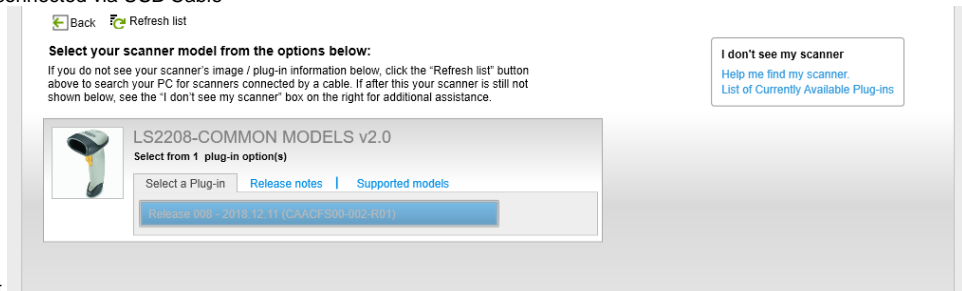 connected via USB Cable
Back Refresh list
Select your scanner model from the options below:
If you do not see your scanner's image / plug-in information below, click the “Refresh list” button
above to search your PC for scanners connected by a cable. If after this your scanner is still not
shown below, see the “I don't see my scanner” box on the right for additional assistance.
I don't see my scanner
Help me find my scanner.
List of Currently Available Plug-ins
LS2208-COMMON MODELS v2.0
Select from 1 plug-in option(s)
Select a Plug-in Release notes | Supported models
Release 008 - 2018.12.11 (CAACFS00-002-R01)